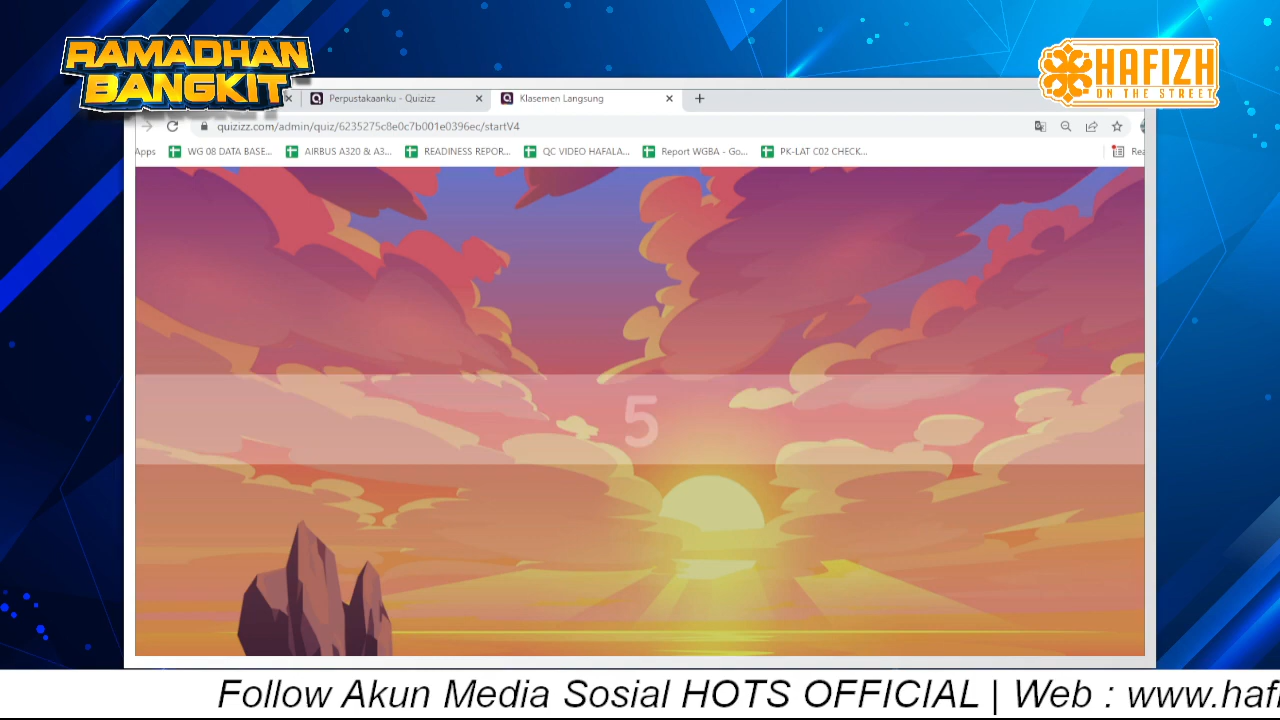 RAMADHAN
BANGKIT
HAFIZH
ON THE STREET
Perpustakaanku - Quizizz
Klasemen Langsung
quizizz.com/admin/quiz/6235275c8e0c7b001e0396ec/startV4
Apps WG 08 DATA BASE... AIRBUS A320 & A3... READINESS REPOR... QC VIDEO HAFALA... Report WGBA - Go... PK-LAT C02 CHECK... Rea
5
Follow Akun Media Sosial HOTS OFFICIAL | Web : www.hafi